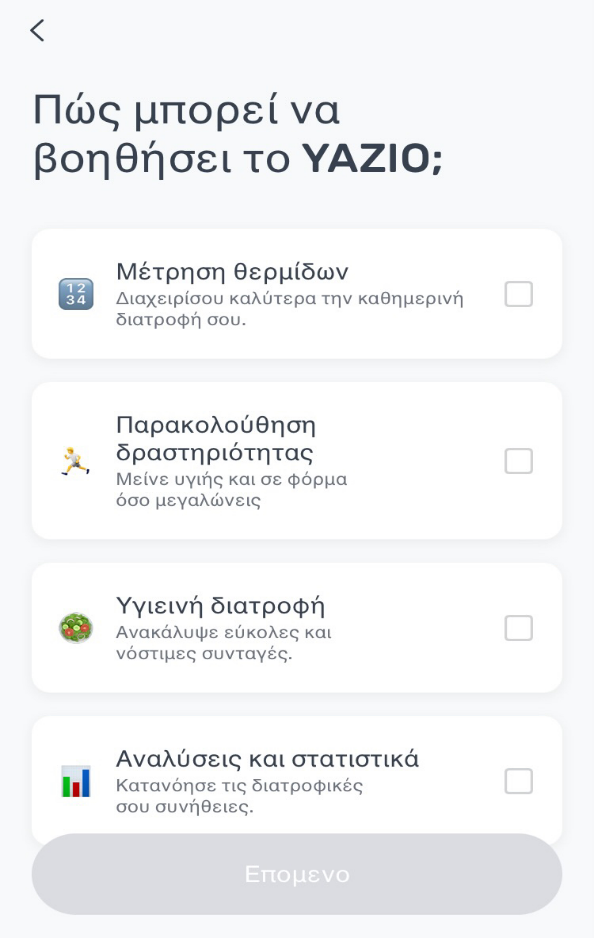 Πώς μπορεί να
βοηθήσει το YAZIO;
Μέτρηση θερμίδων
Διαχειρίσου καλύτερα την καθημερινή
διατροφή σου.
Παρακολούθηση
δραστηριότητας
Μείνε υγιής και σε φόρμα
όσο μεγαλώνεις
Υγιεινή διατροφή
Ανακάλυψε εύκολες και
νόστιμες συνταγές.
Αναλύσεις και στατιστικά
Κατανόησε τις διατροφικές
σου συνήθειες.
Επομενο